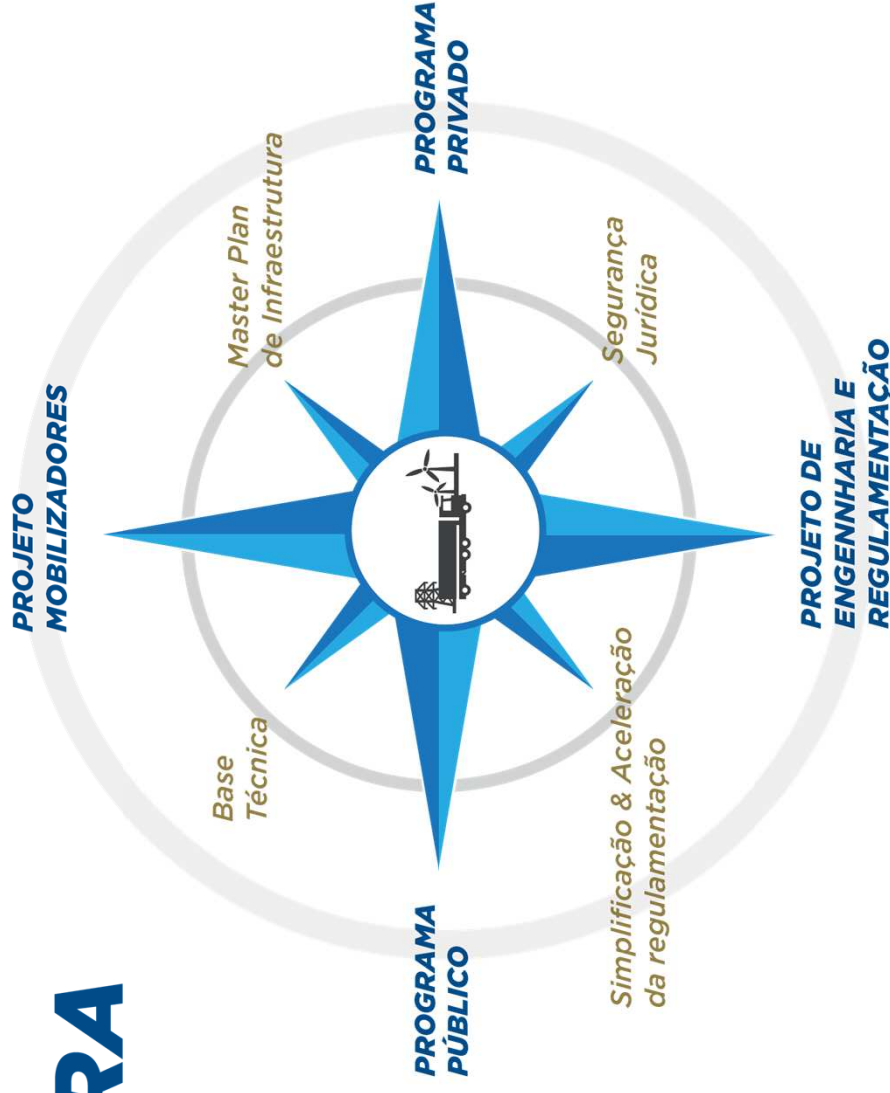 RA
PROJETO
MOBILIZADORES
Base
Técnica
Master Plan
de Infraestrutura
PROGRAMA
PÚBLICO
PROGRAMA
PRIVADO
Simplificação & Aceleração
da regulamentação
Segurança
Jurídica
PROJETO DE
ENGENNHARIA E
REGULAMENTAÇÃO